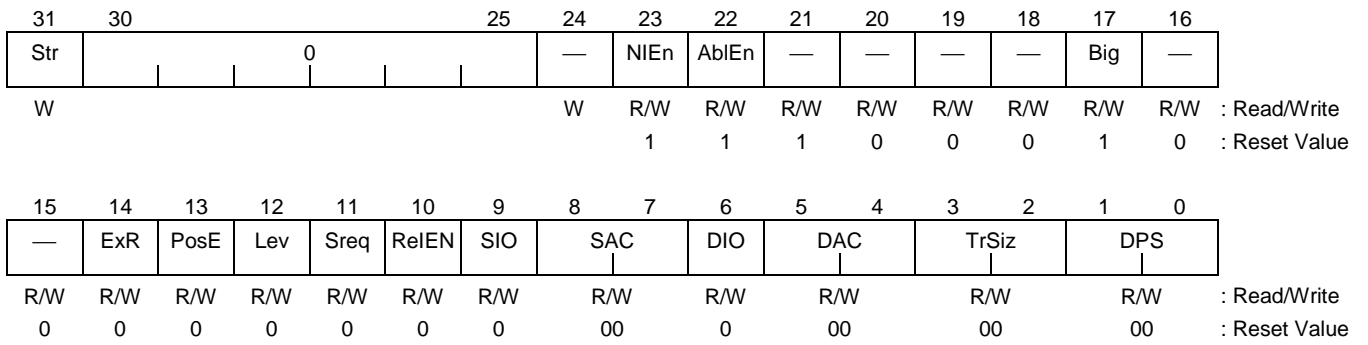 31 30 25 24 23 22 21 20 19 18 17 16
Str 0 — NIEn AbIEn — — — — Big —
W W R/W R/W R/W R/W R/W R/W R/W R/W : Read/Write
1 1 1 0 0 0 1 0 : Reset Value
15 14 13 12 11 10 9 8 7 6 5 4 3 2 1 0
— ExR PosE Lev Sreq RelEN SIO SAC DIO DAC TrSiz DPS
R/W R/W R/W R/W R/W R/W R/W R/W R/W R/W R/W R/W : Read/Write
0 0 0 0 0 0 0 00 0 00 00 00 : Reset Value